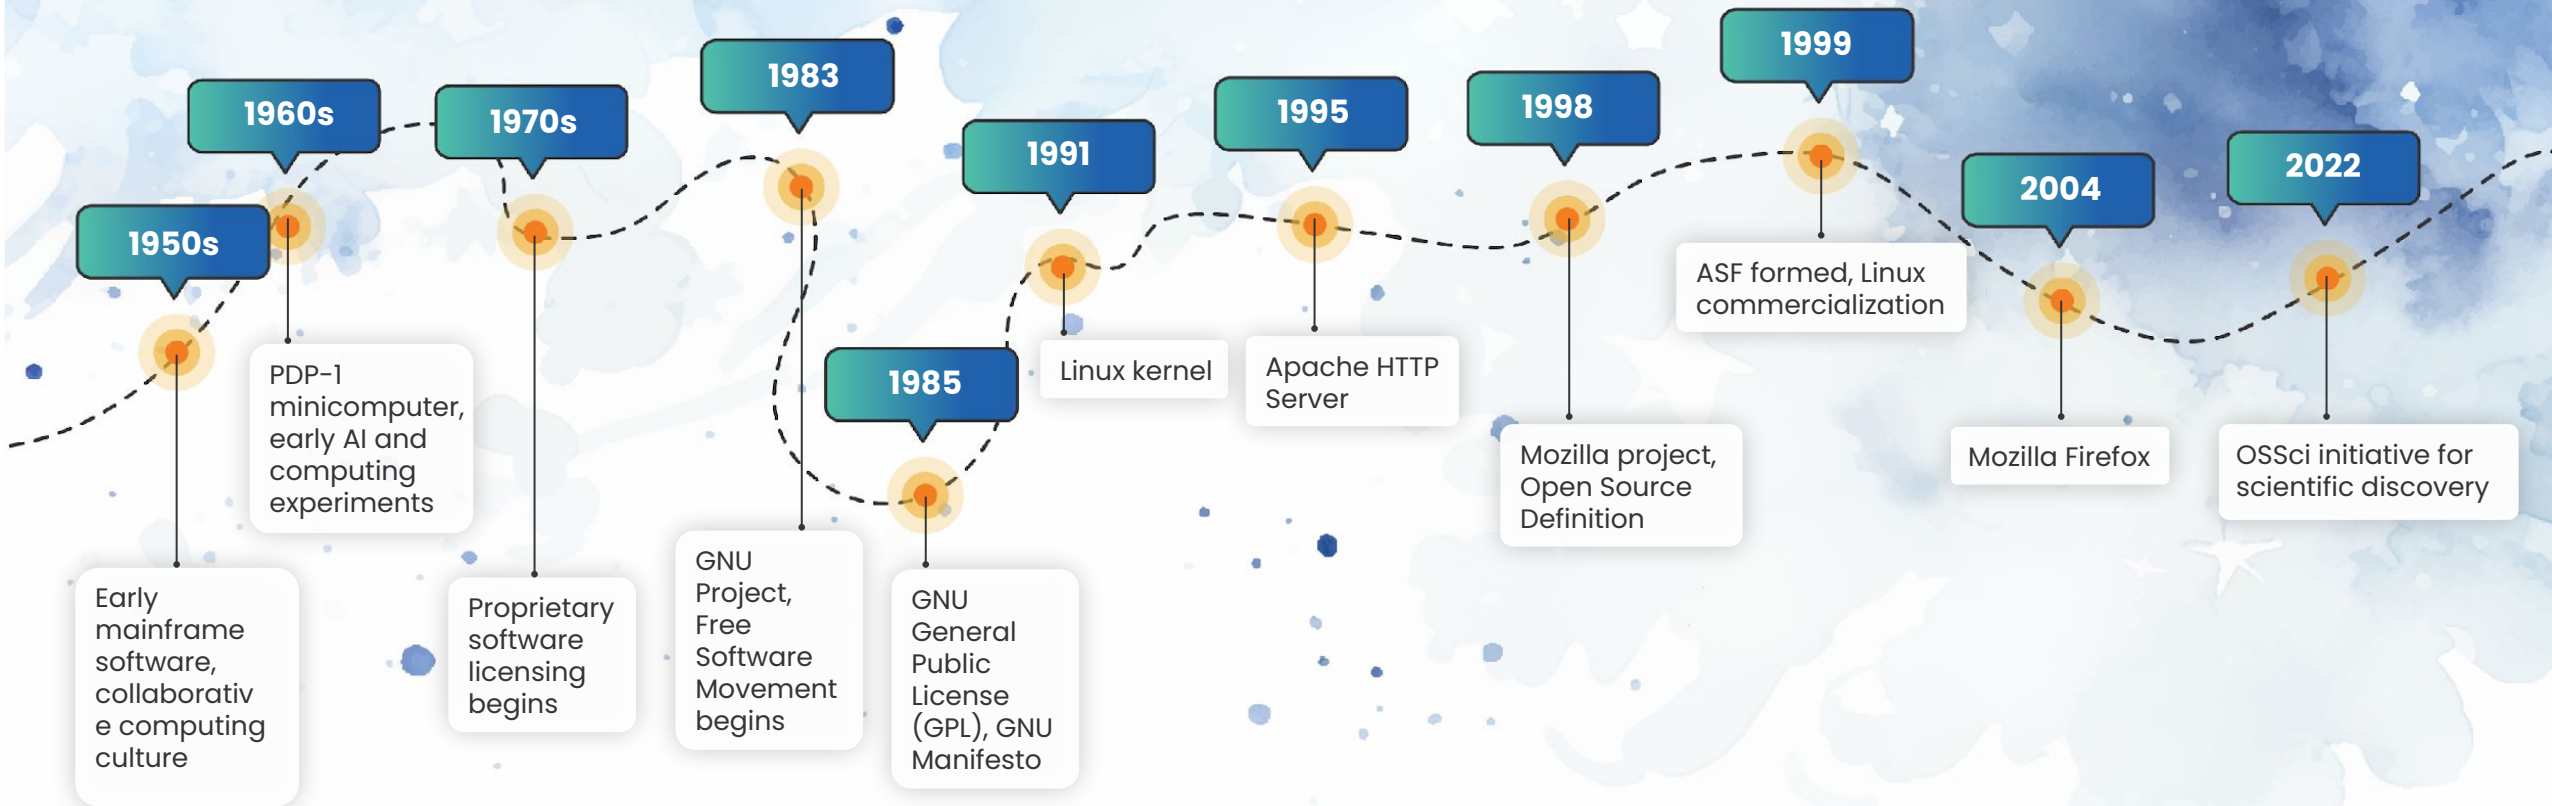 1950s
Early
mainframe
software,
collaborativ
e computing
culture
1960s
PDP-1
minicomputer,
early AI and
computing
experiments
1970s
Proprietary
software
licensing
begins
1983
GNU
Project,
Free
Software
Movement
begins
1985
GNU
General
Public
License
(GPL), GNU
Manifesto
1991
Linux kernel
1995
Apache HTTP
Server
1998
Mozilla project,
Open Source
Definition
1999
ASF formed, Linux
commercialization
2004
Mozilla Firefox
2022
OSSci initiative for
scientific discovery